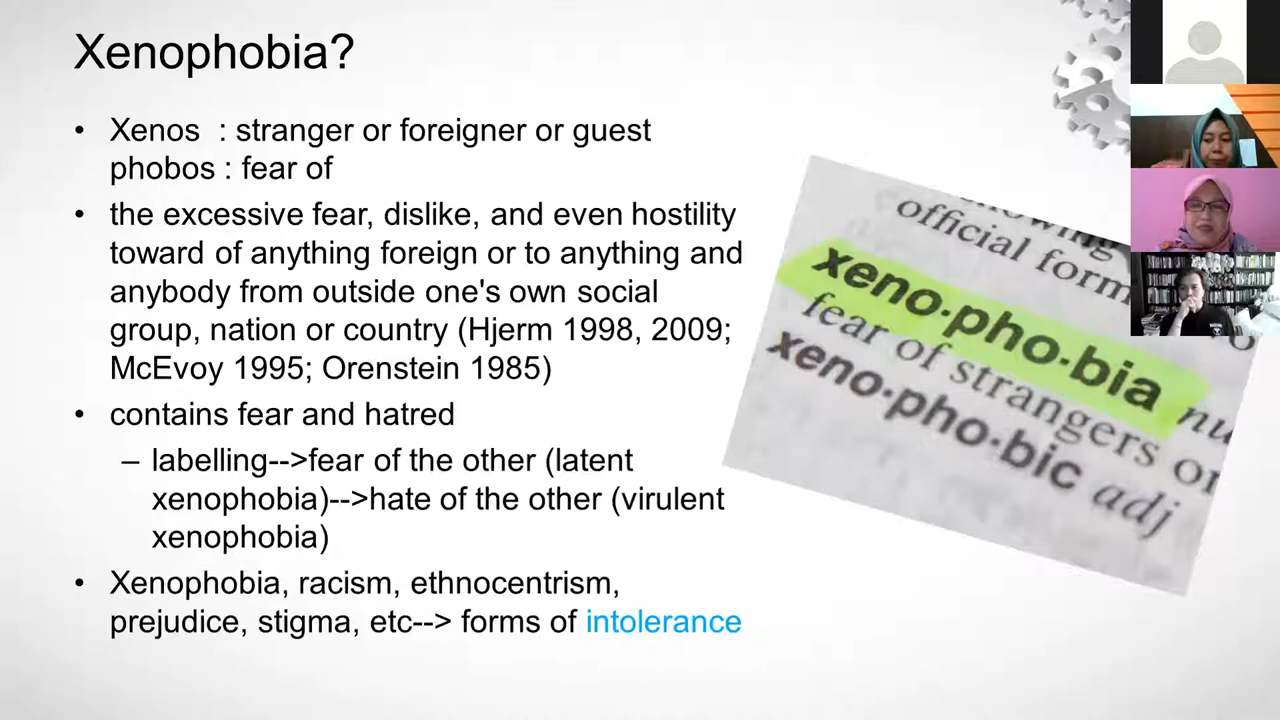 Xenophobia?
• Xenos : stranger or foreigner or guest
phobos : fear of
• the excessive fear, dislike, and even hostility
toward of anything foreign or to anything and
anybody from outside one's own social
group, nation or country (Hjerm 1998, 2009;
McEvoy 1995; Orenstein 1985)
• contains fear and hatred
– labelling-->fear of the other (latent
xenophobia)-->hate of the other (virulent
xenophobia)
• Xenophobia, racism, ethnocentrism,
prejudice, stigma, etc--> forms of intolerance
official form
xeno·pho·bia
fear of strangers or
xeno·pho·bic adj